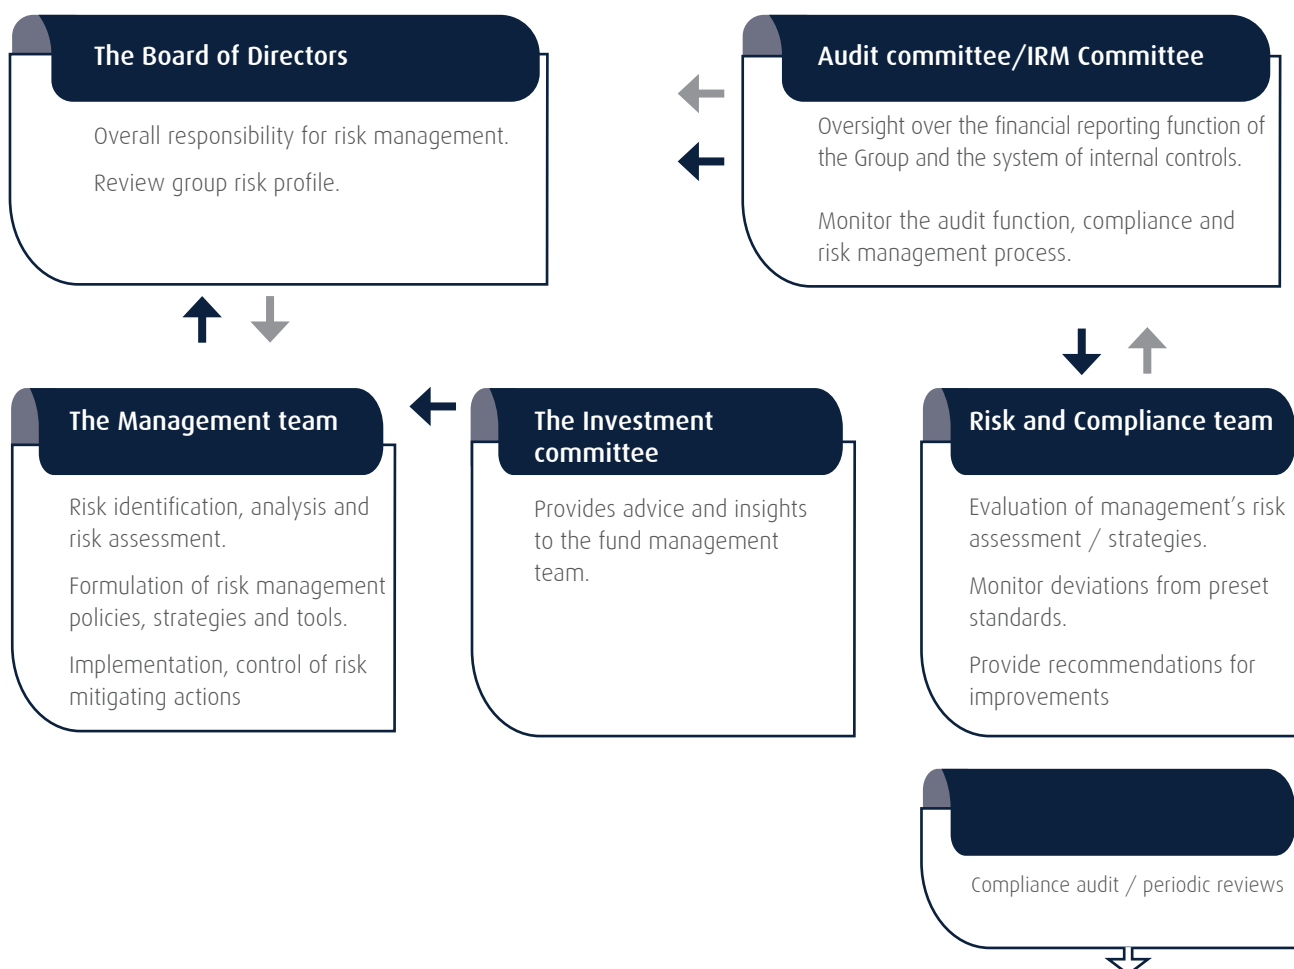 The Board of Directors
Overall responsibility for risk management.
Review group risk profile.
Audit committee/IRM Committee
Oversight over the financial reporting function of
the Group and the system of internal controls.
Monitor the audit function, compliance and
risk management process.
The Management team
Risk identification, analysis and
risk assessment.
Formulation of risk management
policies, strategies and tools.
Implementation, control of risk
mitigating actions
The Investment
committee
Provides advice and insights
to the fund management
team.
Risk and Compliance team
Evaluation of management’s risk
assessment / strategies.
Monitor deviations from preset
standards.
Provide recommendations for
improvements
Compliance audit / periodic reviews